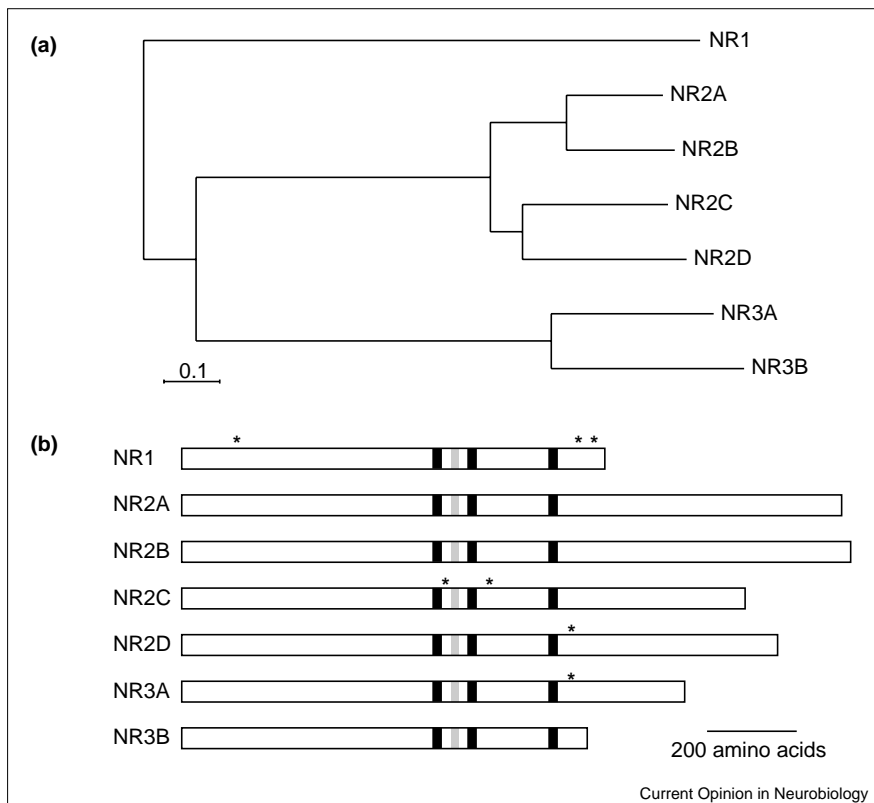 (a)
NR1
NR2A
NR2B
NR2C
NR2D
NR3A
NR3B
0.1
(b)
* * *
NR1
NR2A
NR2B
* *
NR2C
*
NR2D
*
NR3A
NR3B
200 amino acids
Current Opinion in Neurobiology